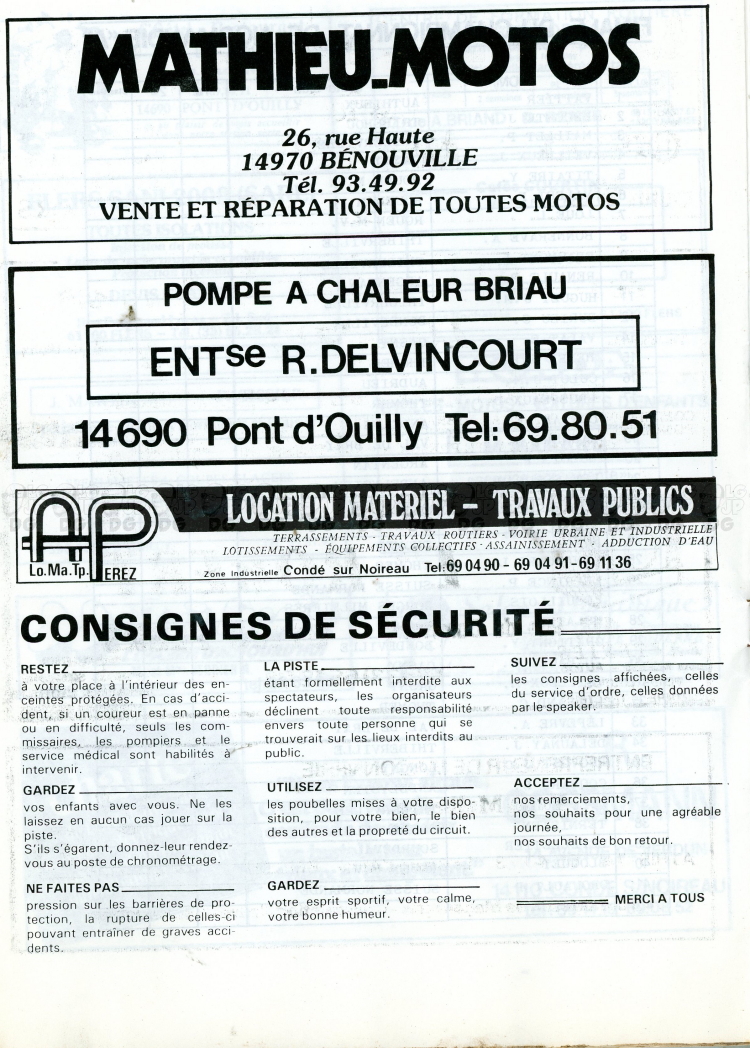 MATHIEU-MOTOS
26, rue Haute
14970 BÉNOUVILLE
Tél. 93.49.92
VENTE ET RÉPARATION DE TOUTES MOTOS
POMPE A CHALEUR BRIAU
ENTse R.DELVINCOURT
14690 Pont d'Ouilly Tel: 69.80.51
AP
Lo.Ma.Tp. PEREZ
LOCATION MATERIEL - TRAVAUX PUBLICS
TERRASSEMENTS - TRAVAUX ROUTIERS - VOIRIE URBAINE ET INDUSTRIELLE
LOTISSEMENTS - ÉQUIPEMENTS COLLECTIFS - ASSAINISSEMENT - ADDUCTION D'EAU
Zone Industrielle Condé sur Noireau Tel: 69 04 90 - 69 04 91 - 69 11 36
CONSIGNES DE SÉCURITÉ
RESTEZ
à votre place à l'intérieur des en-
ceintes protégées. En cas d'acci-
dent, si un coureur est en panne
ou en difficulté, seuls les com-
missaires, les pompiers et le
service médical sont habilités à
intervenir.
GARDEZ
vos enfants avec vous. Ne les
laissez en aucun cas jouer sur la
piste.
S'ils s'égarent, donnez-leur rendez-
vous au poste de chronométrage.
NE FAITES PAS
pression sur les barrières de pro-
tection, la rupture de celles-ci
pouvant entraîner de graves acci-
dents.
LA PISTE
étant formellement interdite aux
spectateurs, les organisateurs
déclinent toute responsabilité
envers toute personne qui se
trouverait sur les lieux interdits au
public.
UTILISEZ
les poubelles mises à votre dispo-
sition, pour votre bien, le bien
des autres et la propreté du circuit.
GARDEZ
votre esprit sportif, votre calme,
votre bonne humeur.
SUIVEZ
les consignes affichées, celles
du service d'ordre, celles données
par le speaker.
ACCEPTEZ
nos remerciements,
nos souhaits pour une agréable
journée,
nos souhaits de bon retour.
MERCI A TOUS